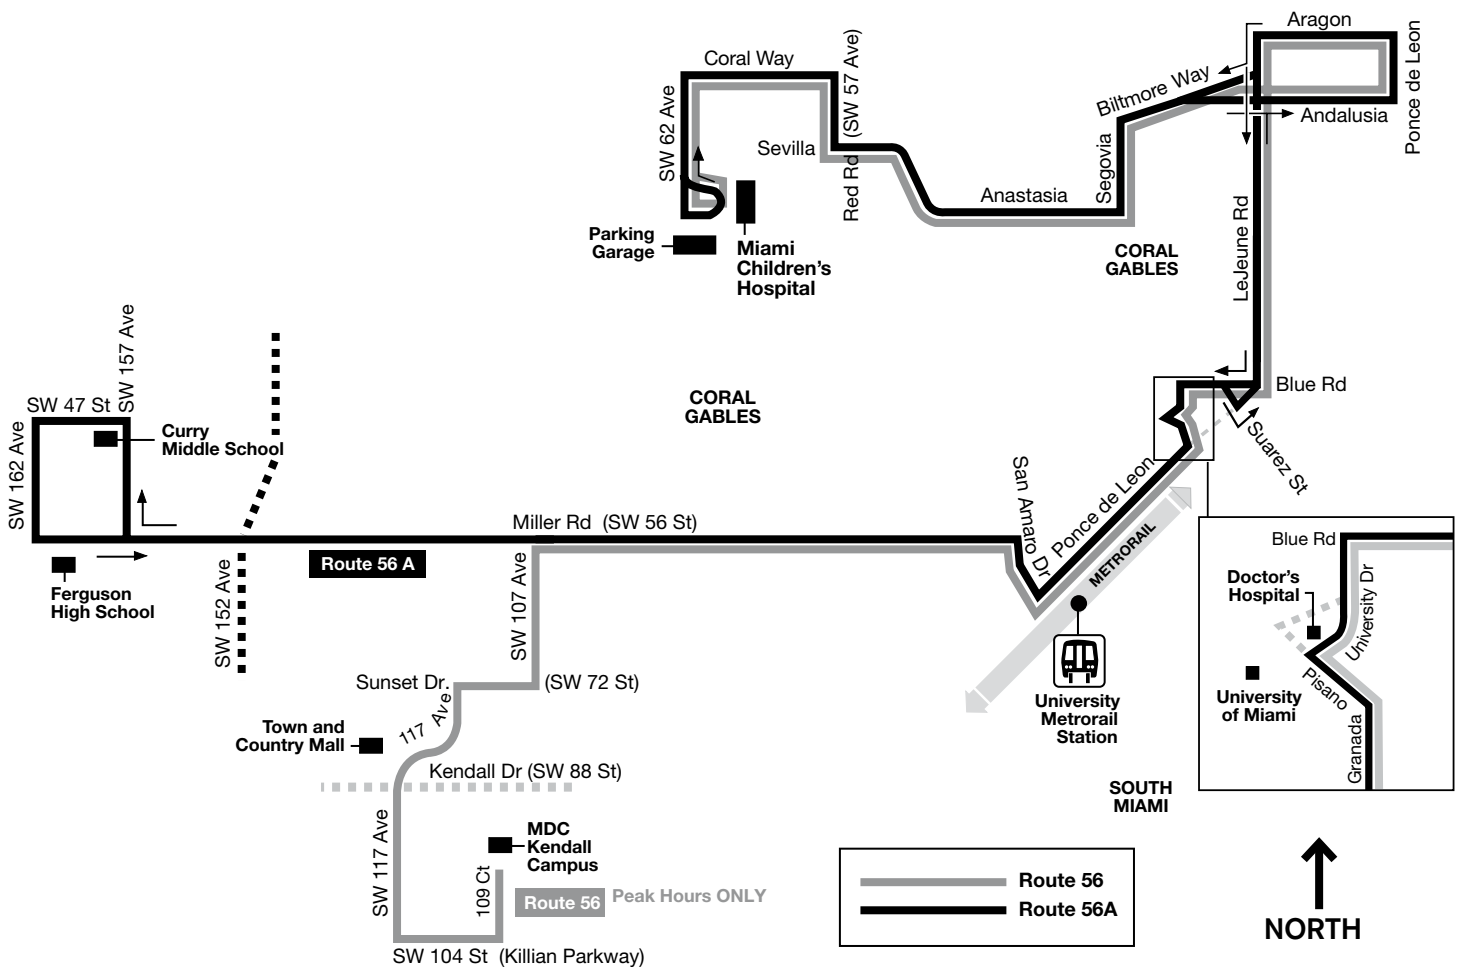 Aragon
Ponce de Leon
Coral Way
Biltmore Way
Andalusia
SW 62 Ave
Red Rd (SW 57 Ave)
Sevilla
Segovia
Anastasia
Parking
Garage
Miami
Children's
Hospital
CORAL
GABLES
LeJeune Rd
SW 157 Ave
SW 47 St
Blue Rd
CORAL
GABLES
SW 162 Ave
Curry
Middle School
Suarez St
San Amaro Dr
Ponce de Leon
METRORAIL
Miller Rd (SW 56 St)
Route 56 A
Ferguson
High School
SW 152 Ave
SW 107 Ave
Blue Rd
Doctor's
Hospital
University Dr
Pisano
University
of Miami
Granada
Sunset Dr.
(SW 72 St)
117 Ave
Town and
Country Mall
University
Metrorail
Station
Kendall Dr (SW 88 St)
SOUTH
MIAMI
SW 117 Ave
MDC
Kendall
Campus
109 Ct
Route 56
Peak Hours ONLY
SW 104 St (Killian Parkway)
Route 56
Route 56A
NORTH